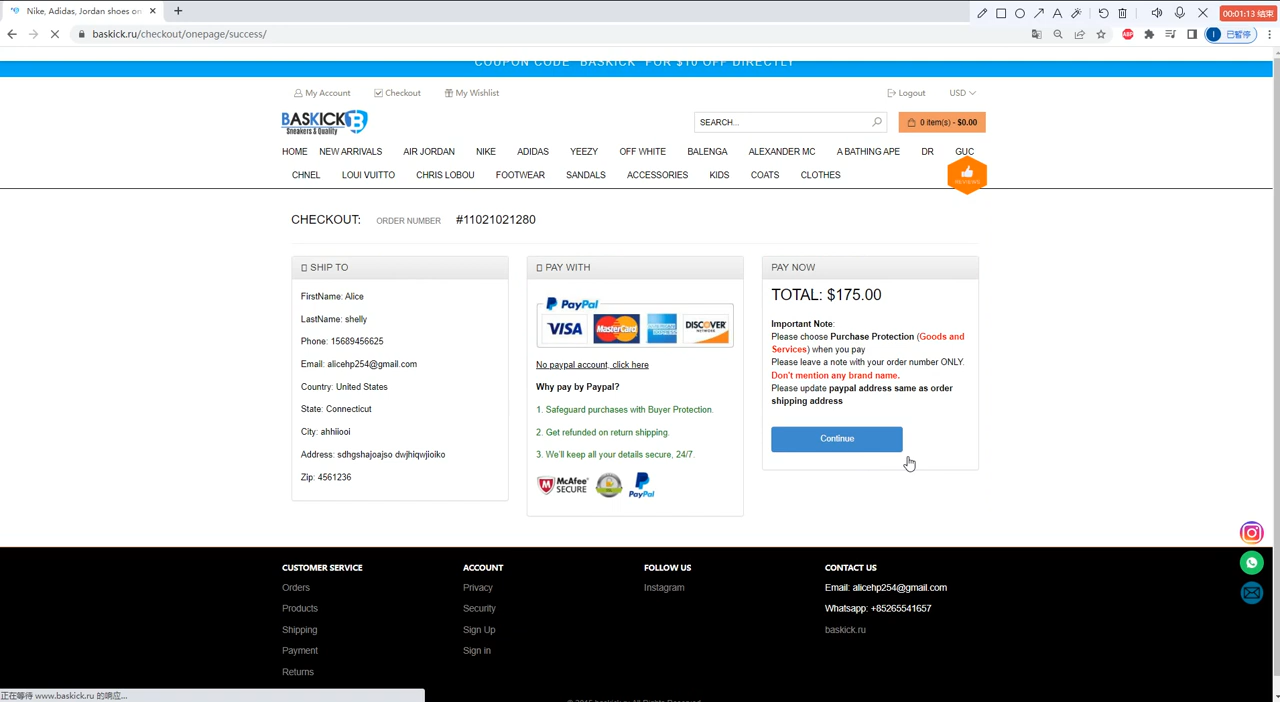 Nike, Adidas, Jordan shoes on
00:01:13 结束
baskick.ru/checkout/onepage/success/
ABP
I 已暂停
COUPON CODE "BASKICK" FOR $10 OFF DIRECTLY
My Account Checkout My Wishlist Logout USD
BASKICK B
Sneakers & Quality
SEARCH...
0 item(s) - $0.00
HOME NEW ARRIVALS AIR JORDAN NIKE ADIDAS YEEZY OFF WHITE BALENGA ALEXANDER MC A BATHING APE DR GUC
CHNEL LOUI VUITTO CHRIS LOBOU FOOTWEAR SANDALS ACCESSORIES KIDS COATS CLOTHES
REVIEWS
CHECKOUT: ORDER NUMBER #11021021280
SHIP TO
FirstName: Alice
LastName: shelly
Phone: 15689456625
Email: alicehp254@gmail.com
Country: United States
State: Connecticut
City: ahhiiooi
Address: sdhgshajoajso dwjhiqwjioiko
Zip: 4561236
PAY WITH
PayPal
VISA MasterCard AMERICAN EXPRESS DISCOVER NETWORK
No paypal account, click here
Why pay by Paypal?
1. Safeguard purchases with Buyer Protection.
2. Get refunded on return shipping.
3. We'll keep all your details secure, 24/7.
McAfee SECURE
PayPal
PAY NOW
TOTAL: $175.00
Important Note:
Please choose Purchase Protection (Goods and
Services) when you pay
Please leave a note with your order number ONLY.
Don't mention any brand name.
Please update paypal address same as order
shipping address
Continue
CUSTOMER SERVICE
Orders
Products
Shipping
Payment
Returns
ACCOUNT
Privacy
Security
Sign Up
Sign in
FOLLOW US
Instagram
CONTACT US
Email: alicehp254@gmail.com
Whatsapp: +85265541657
baskick.ru
正在等待 www.baskick.ru 的响应...